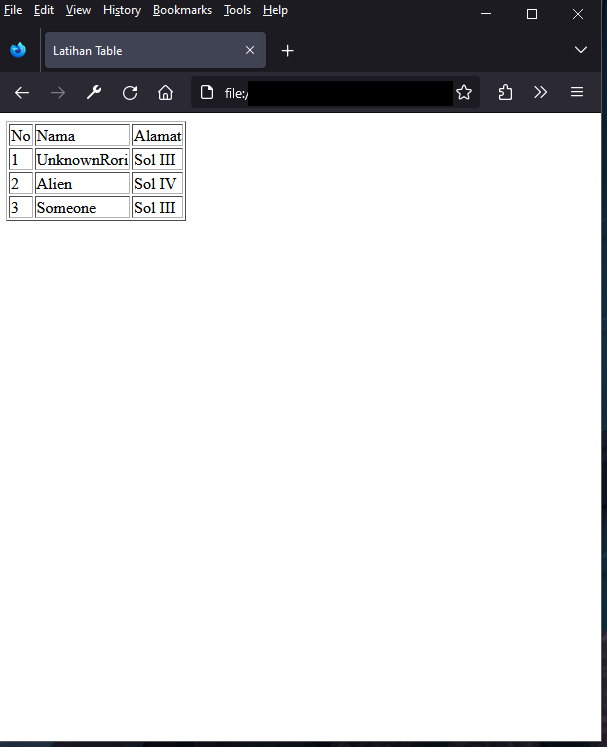 File Edit View History Bookmarks Tools Help
Latihan Table
file:/
No Nama Alamat
1 UnknownRori Sol III
2 Alien Sol IV
3 Someone Sol III